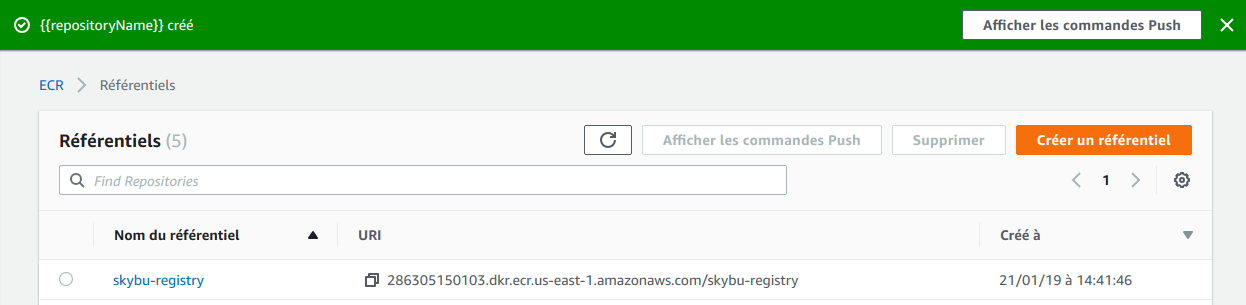 {{repositoryName}} créé
Afficher les commandes Push
ECR
Référentiels
Référentiels (5)
Afficher les commandes Push
Supprimer
Créer un référentiel
Find Repositories
1
Nom du référentiel
URI
Créé à
skybu-registry
286305150103.dkr.ecr.us-east-1.amazonaws.com/skybu-registry
21/01/19 à 14:41:46